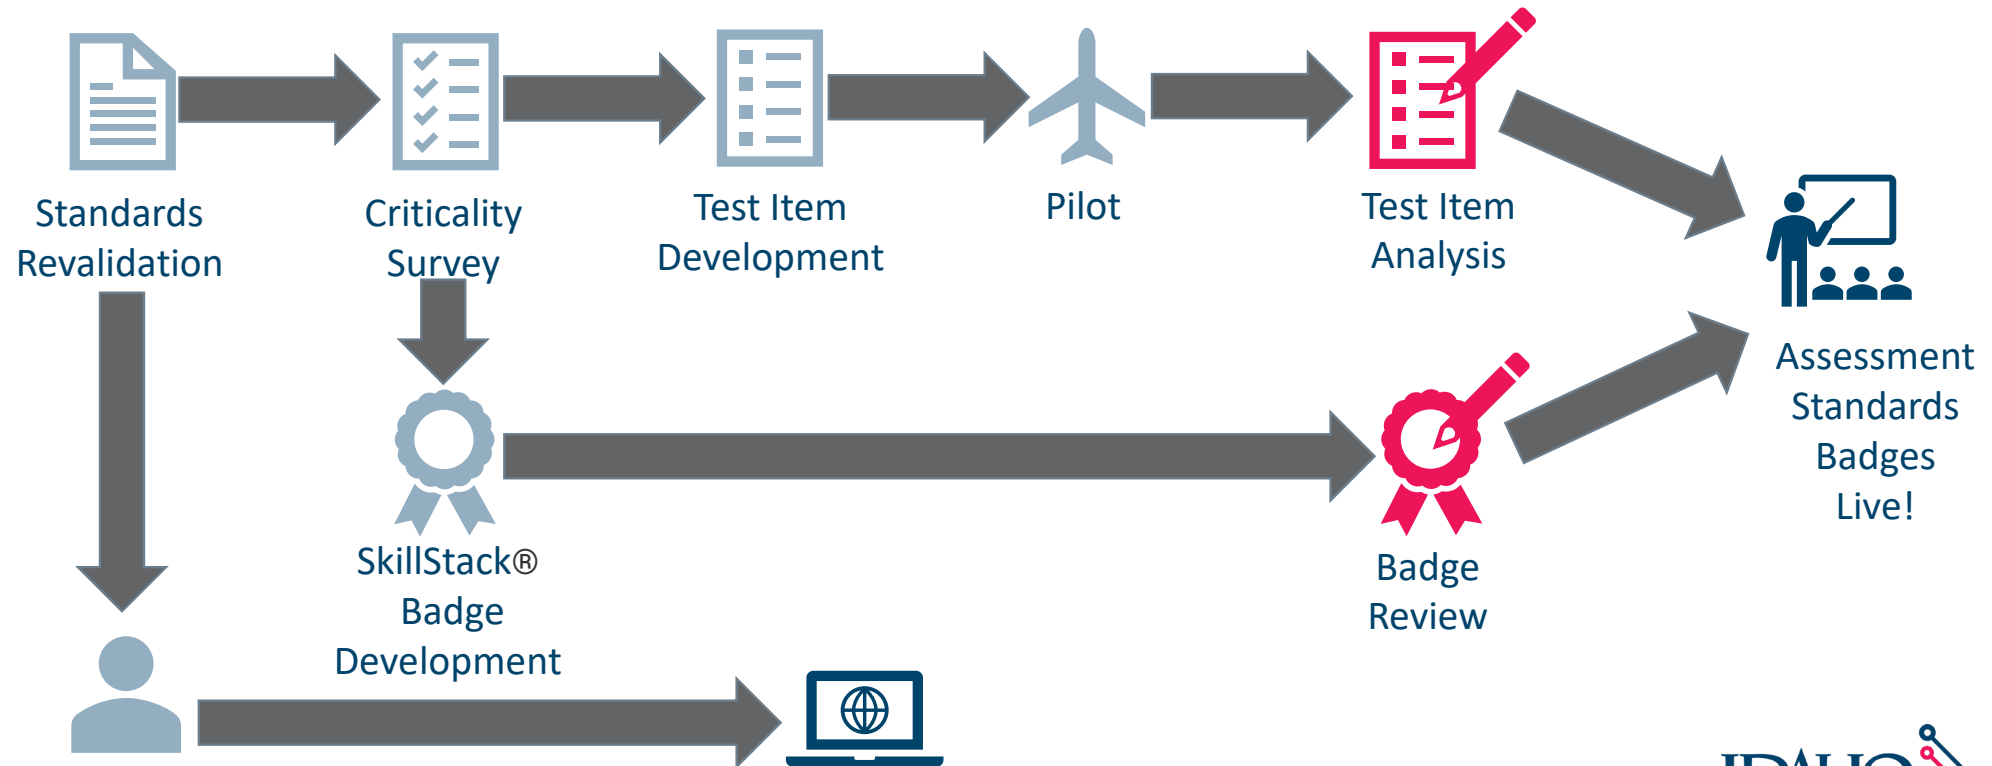 Standards
Revalidation
Criticality
Survey
Test Item
Development
Pilot
Test Item
Analysis
Assessment
Standards
Badges
Live!
SkillStack®
Badge
Development
Badge
Review
IDAHO